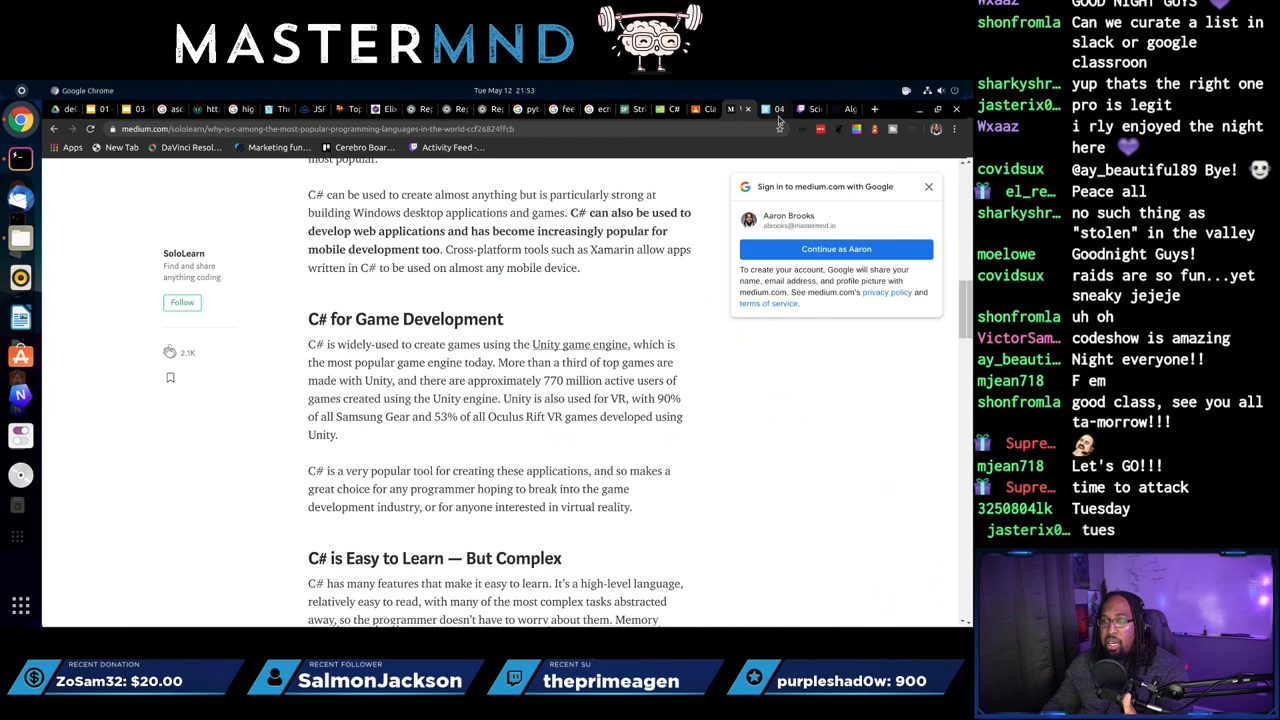 MASTERMND
Google Chrome
Tue May 12 21:53
medium.com/sololearn/why-is-c-among-the-most-popular-programming-languages-in-the-world-ccf26824ffcb
Apps
New Tab
DaVinci Resol...
Marketing fun...
Cerebro Boar...
Activity Feed -...
most popular.
C# can be used to create almost anything but is particularly strong at
building Windows desktop applications and games. C# can also be used to
develop web applications and has become increasingly popular for
mobile development too. Cross-platform tools such as Xamarin allow apps
written in C# to be used on almost any mobile device.
SoloLearn
Find and share
anything coding
Follow
2.1K
C# for Game Development
C# is widely-used to create games using the Unity game engine, which is
the most popular game engine today. More than a third of top games are
made with Unity, and there are approximately 770 million active users of
games created using the Unity engine. Unity is also used for VR, with 90%
of all Samsung Gear and 53% of all Oculus Rift VR games developed using
Unity.
C# is a very popular tool for creating these applications, and so makes a
great choice for any programmer hoping to break into the game
development industry, or for anyone interested in virtual reality.
C# is Easy to Learn — But Complex
C# has many features that make it easy to learn. It's a high-level language,
relatively easy to read, with many of the most complex tasks abstracted
away, so the programmer doesn't have to worry about them. Memory
Sign in to medium.com with Google
Aaron Brooks
abrooks@mastermnd.io
Continue as Aaron
To create your account, Google will share your
name, email address, and profile picture with
medium.com. See medium.com's privacy policy and
terms of service.
Wxaaz GOOD NIGHT GUYS
shonfromla Can we curate a list in
slack or google
classroon
sharkyshr... yup thats the right one
jasterix0... pro is legit
Wxaaz i rly enjoyed the night
here
covidsux @ay_beautiful89 Bye!
el_re... Peace all
sharkyshr... no such thing as
"stolen" in the valley
moelowe Goodnight Guys!
covidsux raids are so fun...yet
sneaky jejeje
shonfromla uh oh
VictorSam... codeshow is amazing
ay_beauti... Night everyone!!
mjean718 F em
shonfromla good class, see you all
ta-morrow!!!
Supre...
mjean718 Let's GO!!!
Supre... time to attack
3250804lk Tuesday
jasterix0... tues
RECENT DONATION
ZoSam32: $20.00
RECENT FOLLOWER
SalmonJackson
RECENT SU
theprimeagen
purpleshad0w: 900